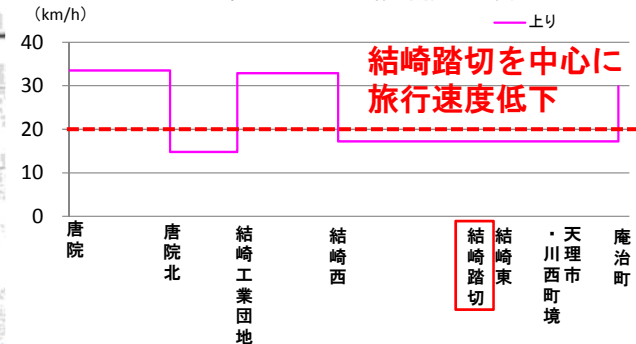 (km/h)
上り
40
30
20
10
0
結崎踏切を中心に
旅行速度低下
唐院
唐院北
結崎工業団地
結崎西
結崎踏切
結崎東
天理市
・川西町境
庵治町